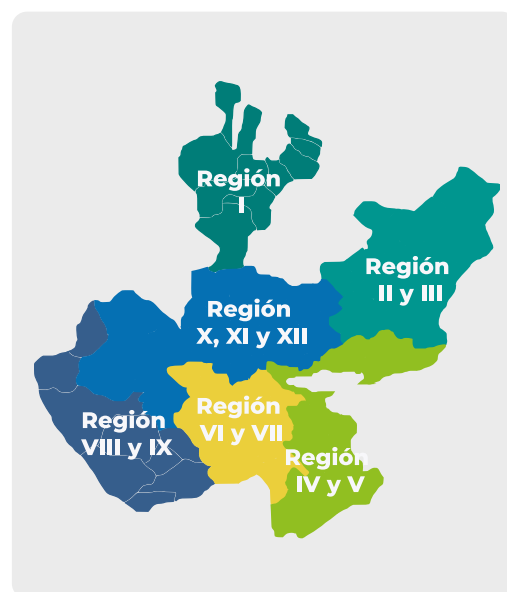 Región
I
Región
II y III
Región
X, XI y XII
Región
VI y VII
Región
VIII y IX
Región
IV y V